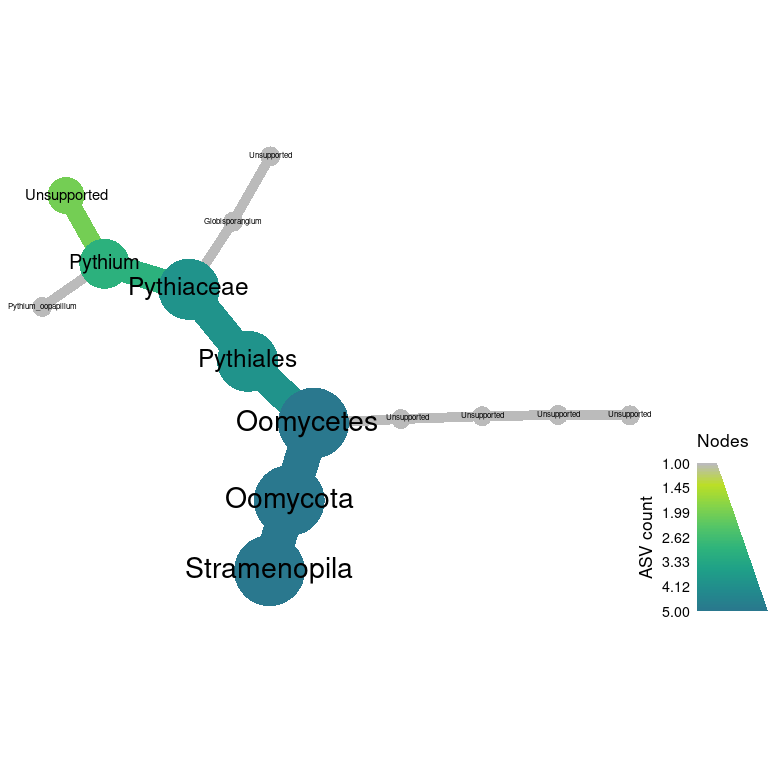 Unsupported
Unsupported
Globisporangium
Pythium
Pythiaceae
Pythium_oopapillum
Pythiales
Oomycetes
Unsupported
Unsupported
Unsupported
Unsupported
Oomycota
Stramenopila
Nodes
ASV count
1.00
1.45
1.99
2.62
3.33
4.12
5.00